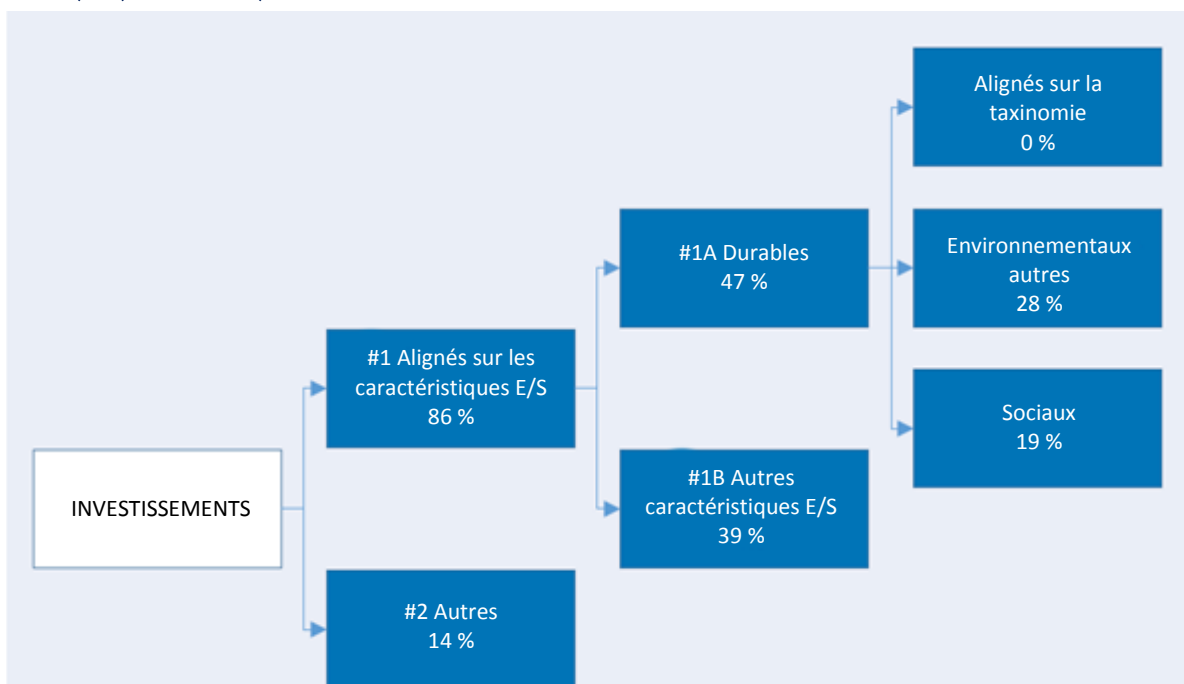 INVESTISSEMENTS
#1 Alignés sur les
caractéristiques E/S
86 %
#2 Autres
14 %
#1A Durables
47 %
#1B Autres
caractéristiques E/S
39 %
Alignés sur la
taxinomie
0 %
Environnementaux
autres
28 %
Sociaux
19 %